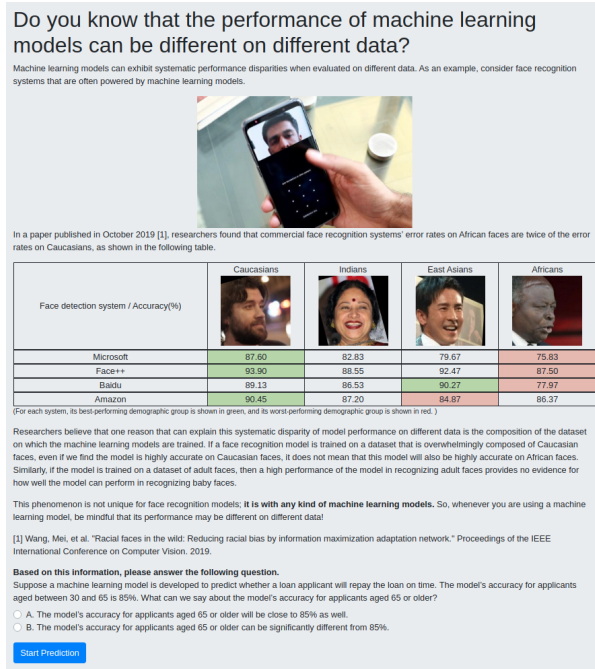 Do you know that the performance of machine learning
models can be different on different data?
Machine learning models can exhibit systematic performance disparities when evaluated on different data. As an example, consider face recognition
systems that are often powered by machine learning models.
In a paper published in October 2019 [1], researchers found that commercial face recognition systems' error rates on African faces are twice of the error
rates on Caucasians, as shown in the following table.
Face detection system / Accuracy(%) Caucasians Indians East Asians Africans
Microsoft 87.60 82.83 79.67 75.83
Face++ 93.90 88.55 92.47 87.50
Baidu 89.13 86.53 90.27 77.97
Amazon 90.45 87.20 84.87 86.37
(For each system, its best-performing demographic group is shown in green, and its worst-performing demographic group is shown in red. )
Researchers believe that one reason that can explain this systematic disparity of model performance on different data is the composition of the dataset
on which the machine learning models are trained. If a face recognition model is trained on a dataset that is overwhelmingly composed of Caucasian
faces, even if we find the model is highly accurate on Caucasian faces, it does not mean that this model will also be highly accurate on African faces.
Similarly, if the model is trained on a dataset of adult faces, then a high performance of the model in recognizing adult faces provides no evidence for
how well the model can perform in recognizing baby faces.
This phenomenon is not unique for face recognition models; it is with any kind of machine learning models. So, whenever you are using a machine
learning model, be mindful that its performance may be different on different data!
[1] Wang, Mei, et al. "Racial faces in the wild: Reducing racial bias by information maximization adaptation network." Proceedings of the IEEE
International Conference on Computer Vision. 2019.
Based on this information, please answer the following question.
Suppose a machine learning model is developed to predict whether a loan applicant will repay the loan on time. The model's accuracy for applicants
aged between 30 and 65 is 85%. What can we say about the model's accuracy for applicants aged 65 or older?
A. The model's accuracy for applicants aged 65 or older will be close to 85% as well.
B. The model's accuracy for applicants aged 65 or older can be significantly different from 85%.
Start Prediction